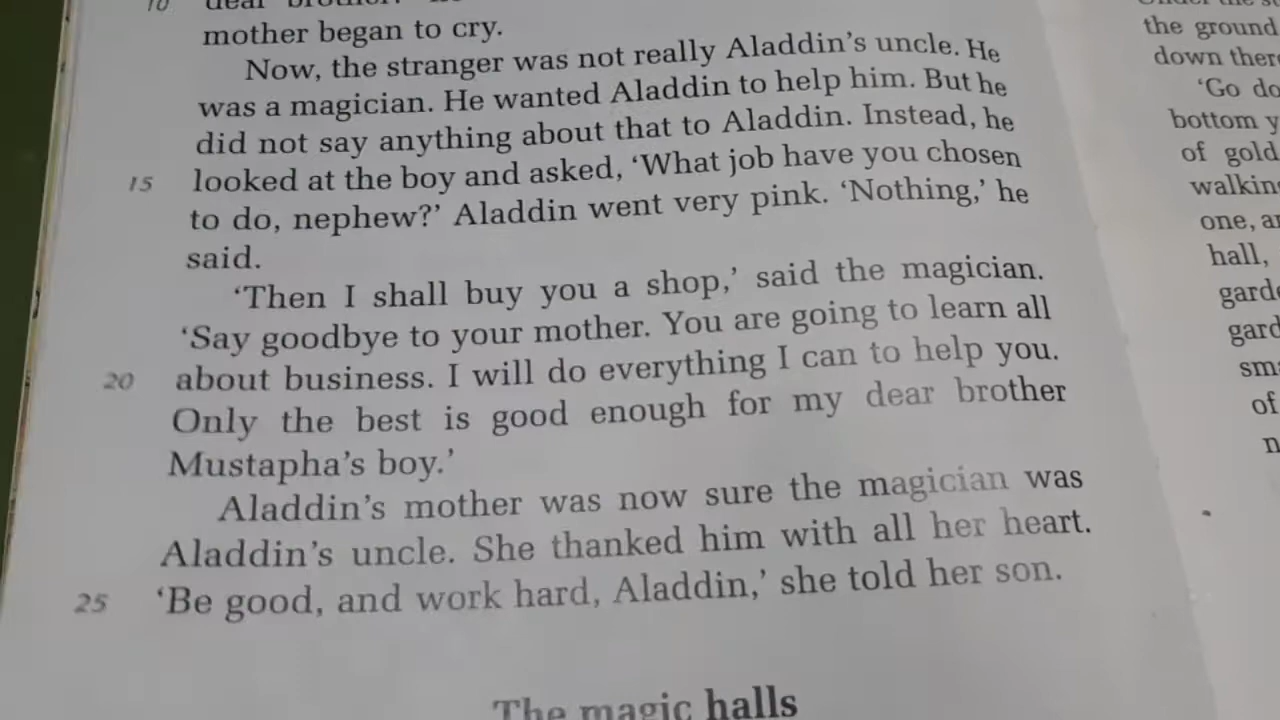 10
mother began to cry.
Now, the stranger was not really Aladdin's uncle. He
was a magician. He wanted Aladdin to help him. But he
did not say anything about that to Aladdin. Instead, he
15 looked at the boy and asked, ‘What job have you chosen
to do, nephew?’ Aladdin went very pink. ‘Nothing,’ he
said.
‘Then I shall buy you a shop,’ said the magician.
‘Say goodbye to your mother. You are going to learn all
20 about business. I will do everything I can to help you.
Only the best is good enough for my dear brother
Mustapha’s boy.’
Aladdin’s mother was now sure the magician was
Aladdin’s uncle. She thanked him with all her heart.
25 ‘Be good, and work hard, Aladdin,’ she told her son.
The magic halls
the ground
down there
‘Go do
bottom y
of gold
walking
one, a
hall,
garde
gard
sm
of
n